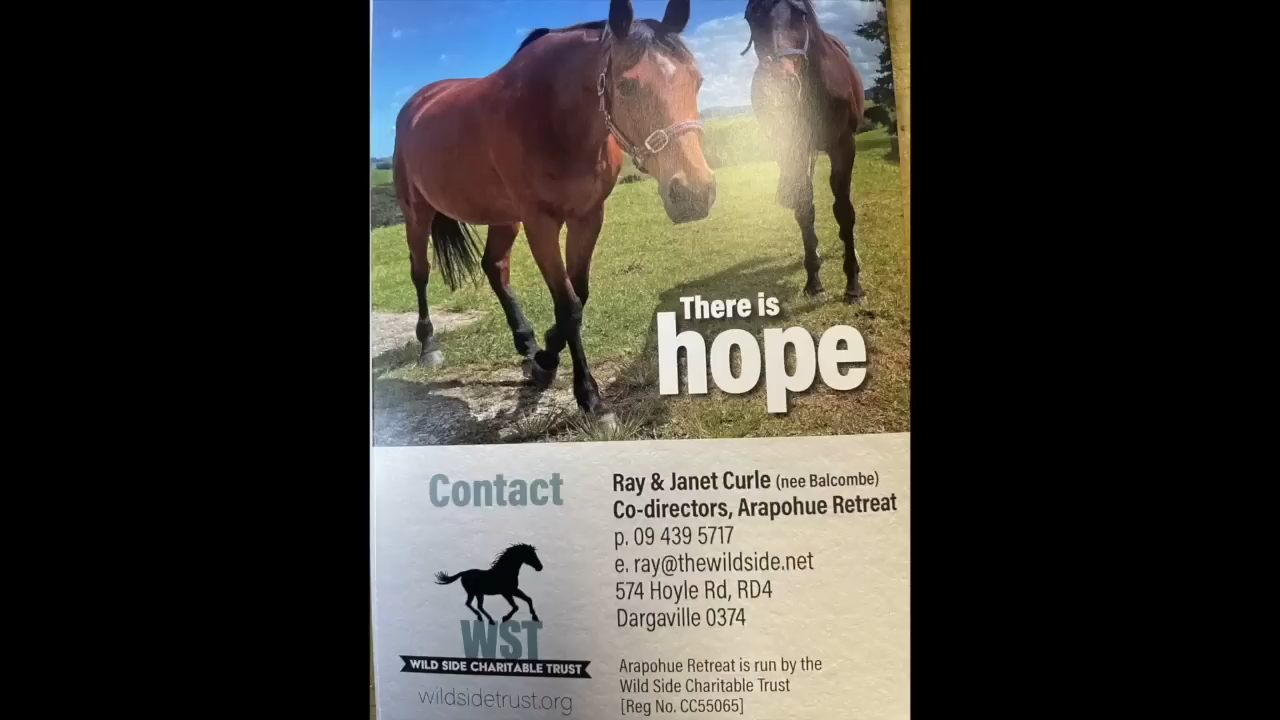 There is
hope
Contact
WST
WILD SIDE CHARITABLE TRUST
wildsidetrust.org
Ray & Janet Curle (nee Balcombe)
Co-directors, Arapohue Retreat
p. 09 439 5717
e. ray@thewildside.net
574 Hoyle Rd, RD4
Dargaville 0374
Arapohue Retreat is run by the
Wild Side Charitable Trust
[Reg No. CC55065]